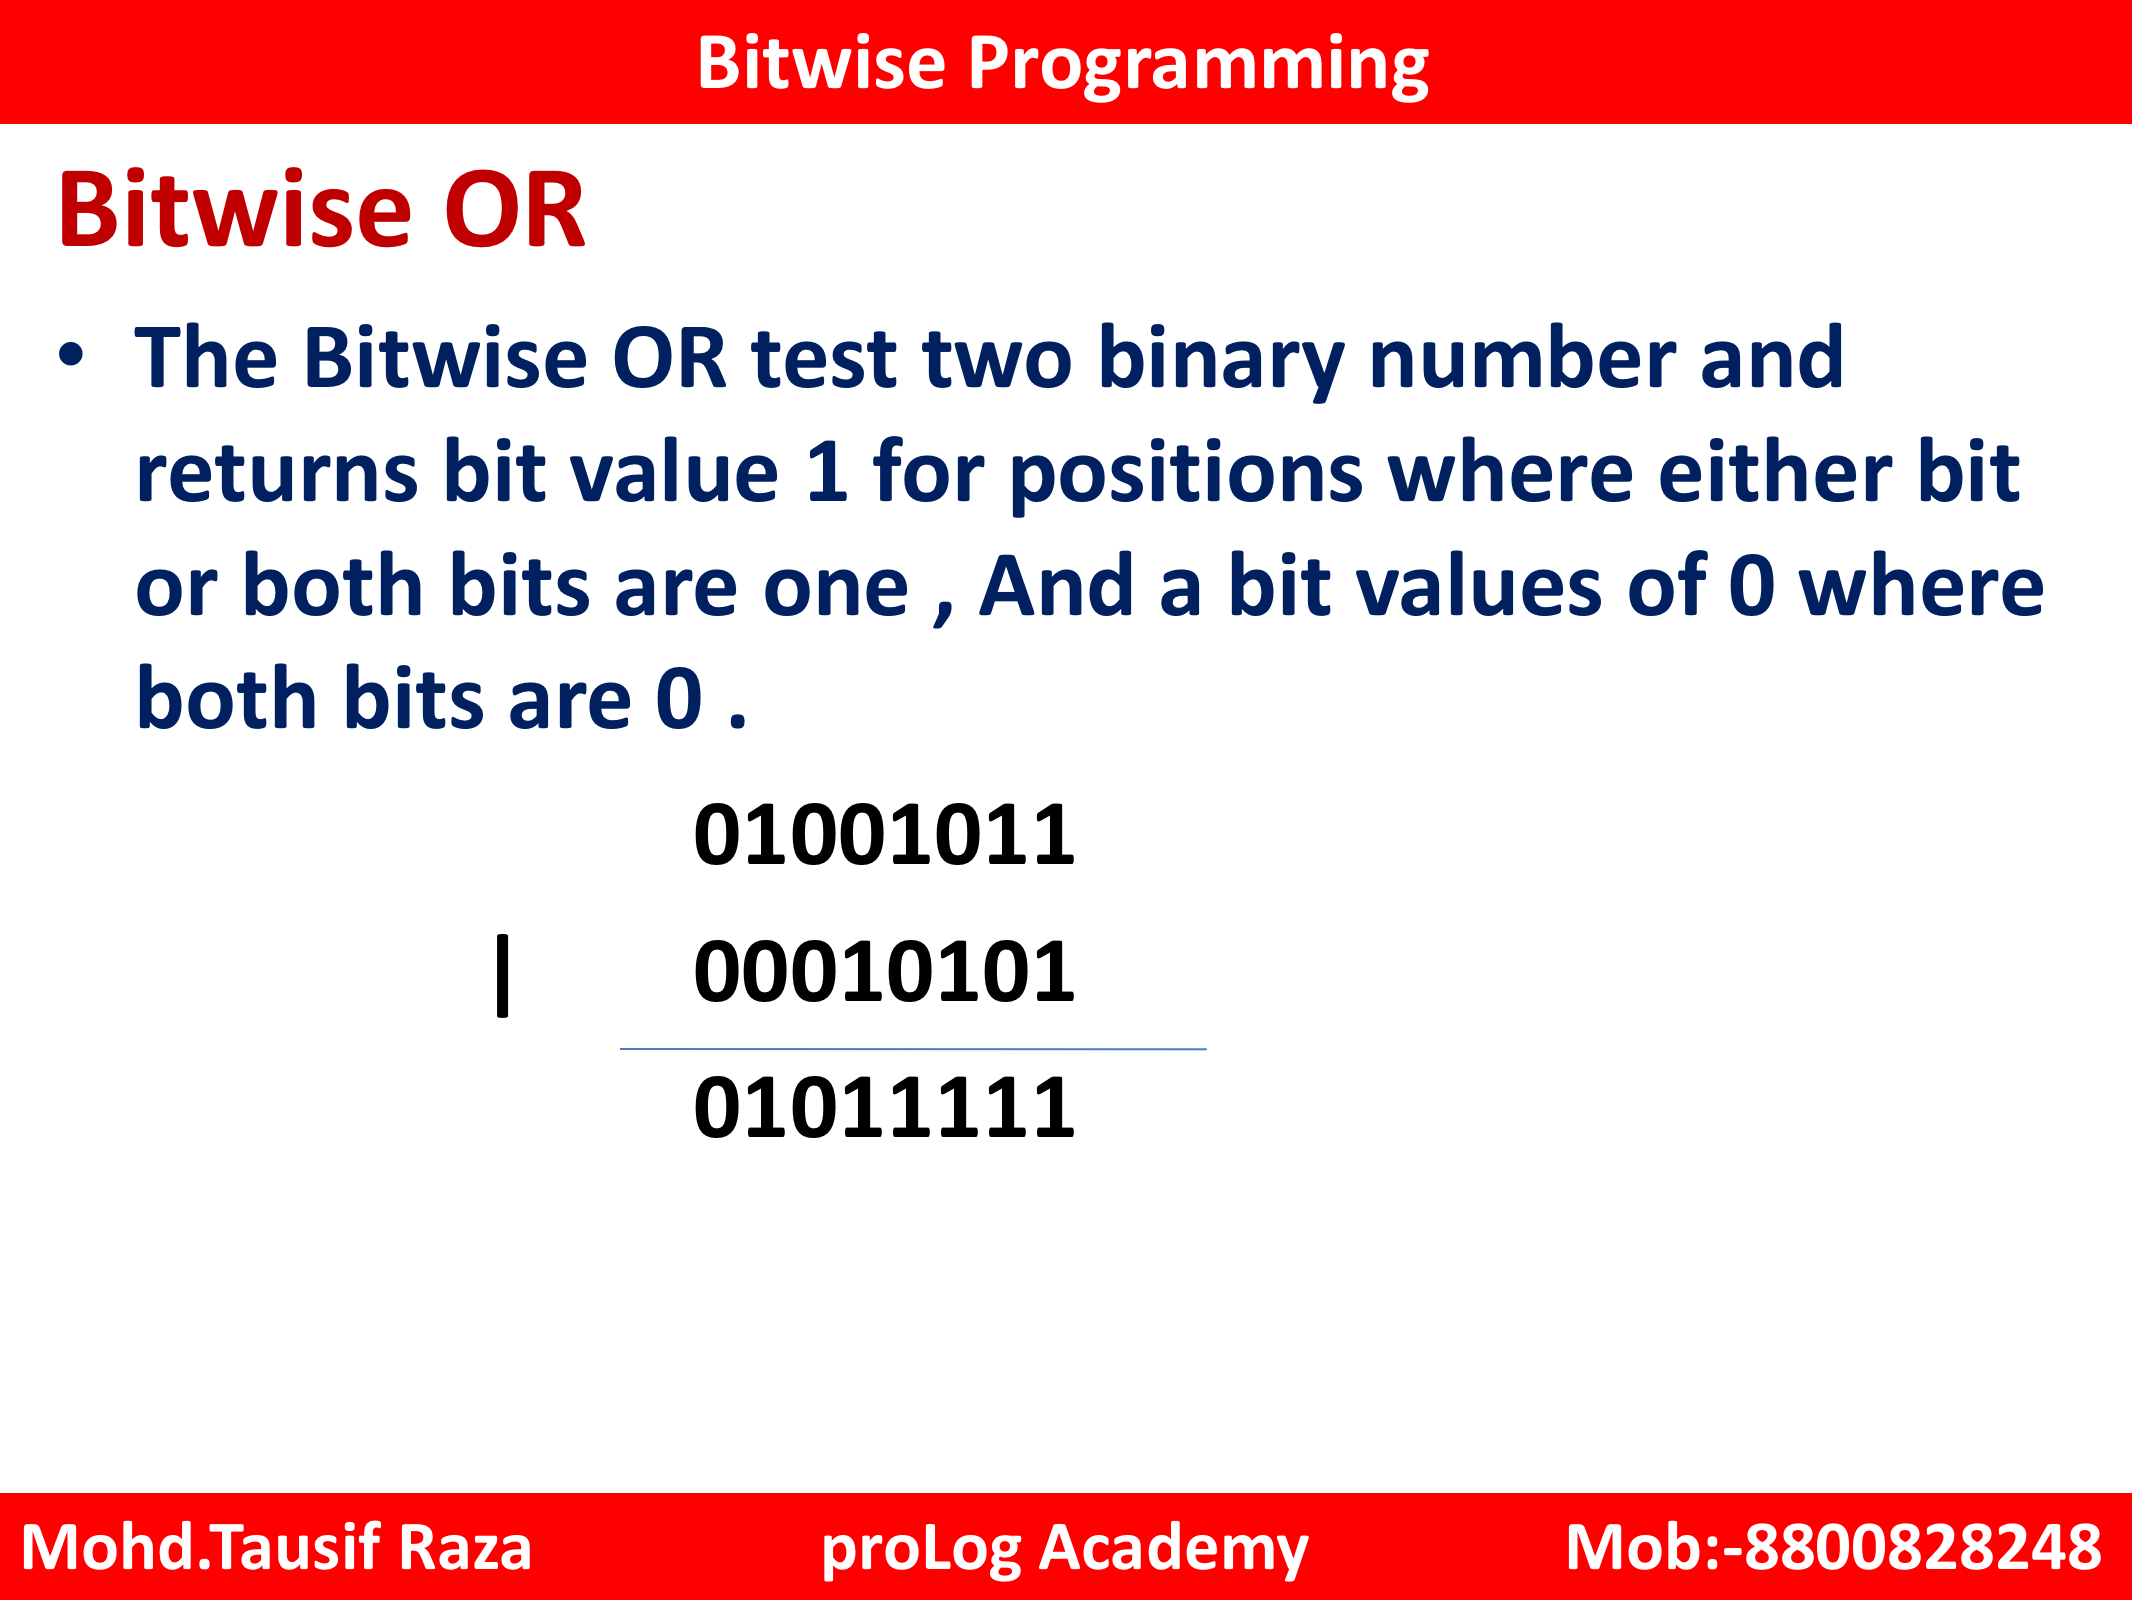 Bitwise Programming
Bitwise OR
• The Bitwise OR test two binary number and
returns bit value 1 for positions where either bit
or both bits are one , And a bit values of 0 where
both bits are 0 .
01001011
| 00010101
01011111
Mohd.Tausif Raza proLog Academy Mob:-8800828248